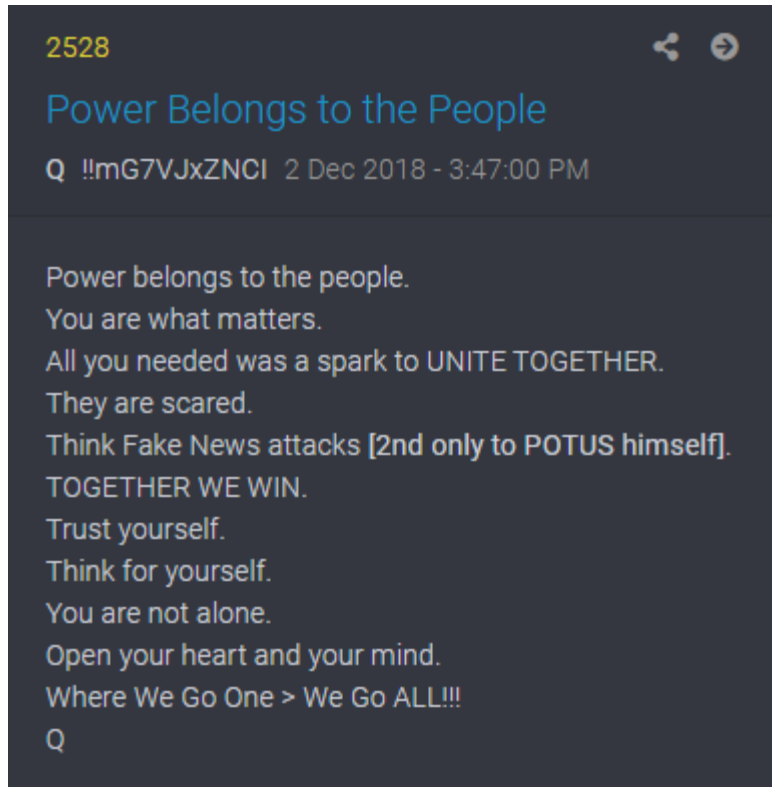 2528
Power Belongs to the People
Q !!mG7VJxZNCI 2 Dec 2018 - 3:47:00 PM
Power belongs to the people.
You are what matters.
All you needed was a spark to UNITE TOGETHER.
They are scared.
Think Fake News attacks [2nd only to POTUS himself].
TOGETHER WE WIN.
Trust yourself.
Think for yourself.
You are not alone.
Open your heart and your mind.
Where We Go One > We Go ALL!!!
Q